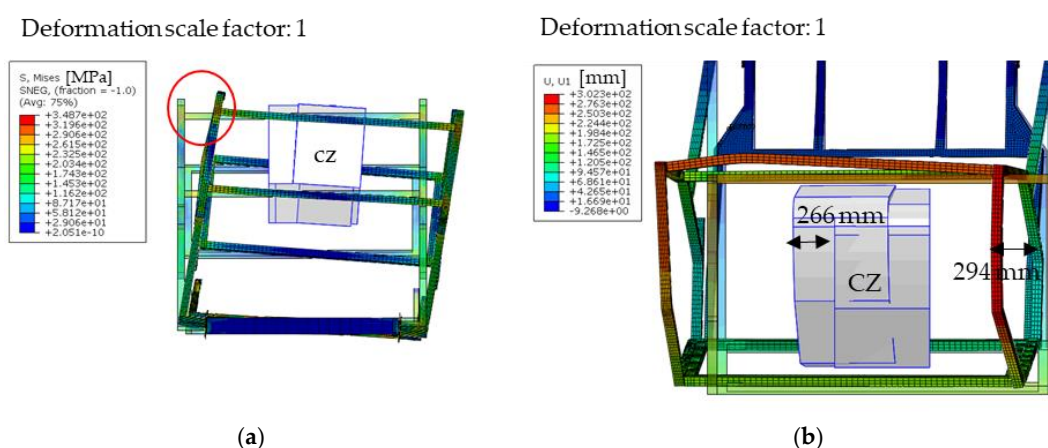 Deformation scale factor: 1
S, Mises [MPa]
SNEG, (fraction = -1.0)
(Avg: 75%)
+3.487e+02
+3.196e+02
+2.906e+02
+2.615e+02
+2.325e+02
+2.034e+02
+1.743e+02
+1.453e+02
+1.162e+02
+8.717e+01
+5.812e+01
+2.906e+01
+2.051e-10
CZ
(a)
Deformation scale factor: 1
U, U1 [mm]
+3.023e+02
+2.763e+02
+2.503e+02
+2.244e+02
+1.984e+02
+1.725e+02
+1.465e+02
+1.205e+02
+9.457e+01
+6.861e+01
+4.265e+01
+1.669e+01
-9.268e+00
266 mm
CZ
294 mm
(b)